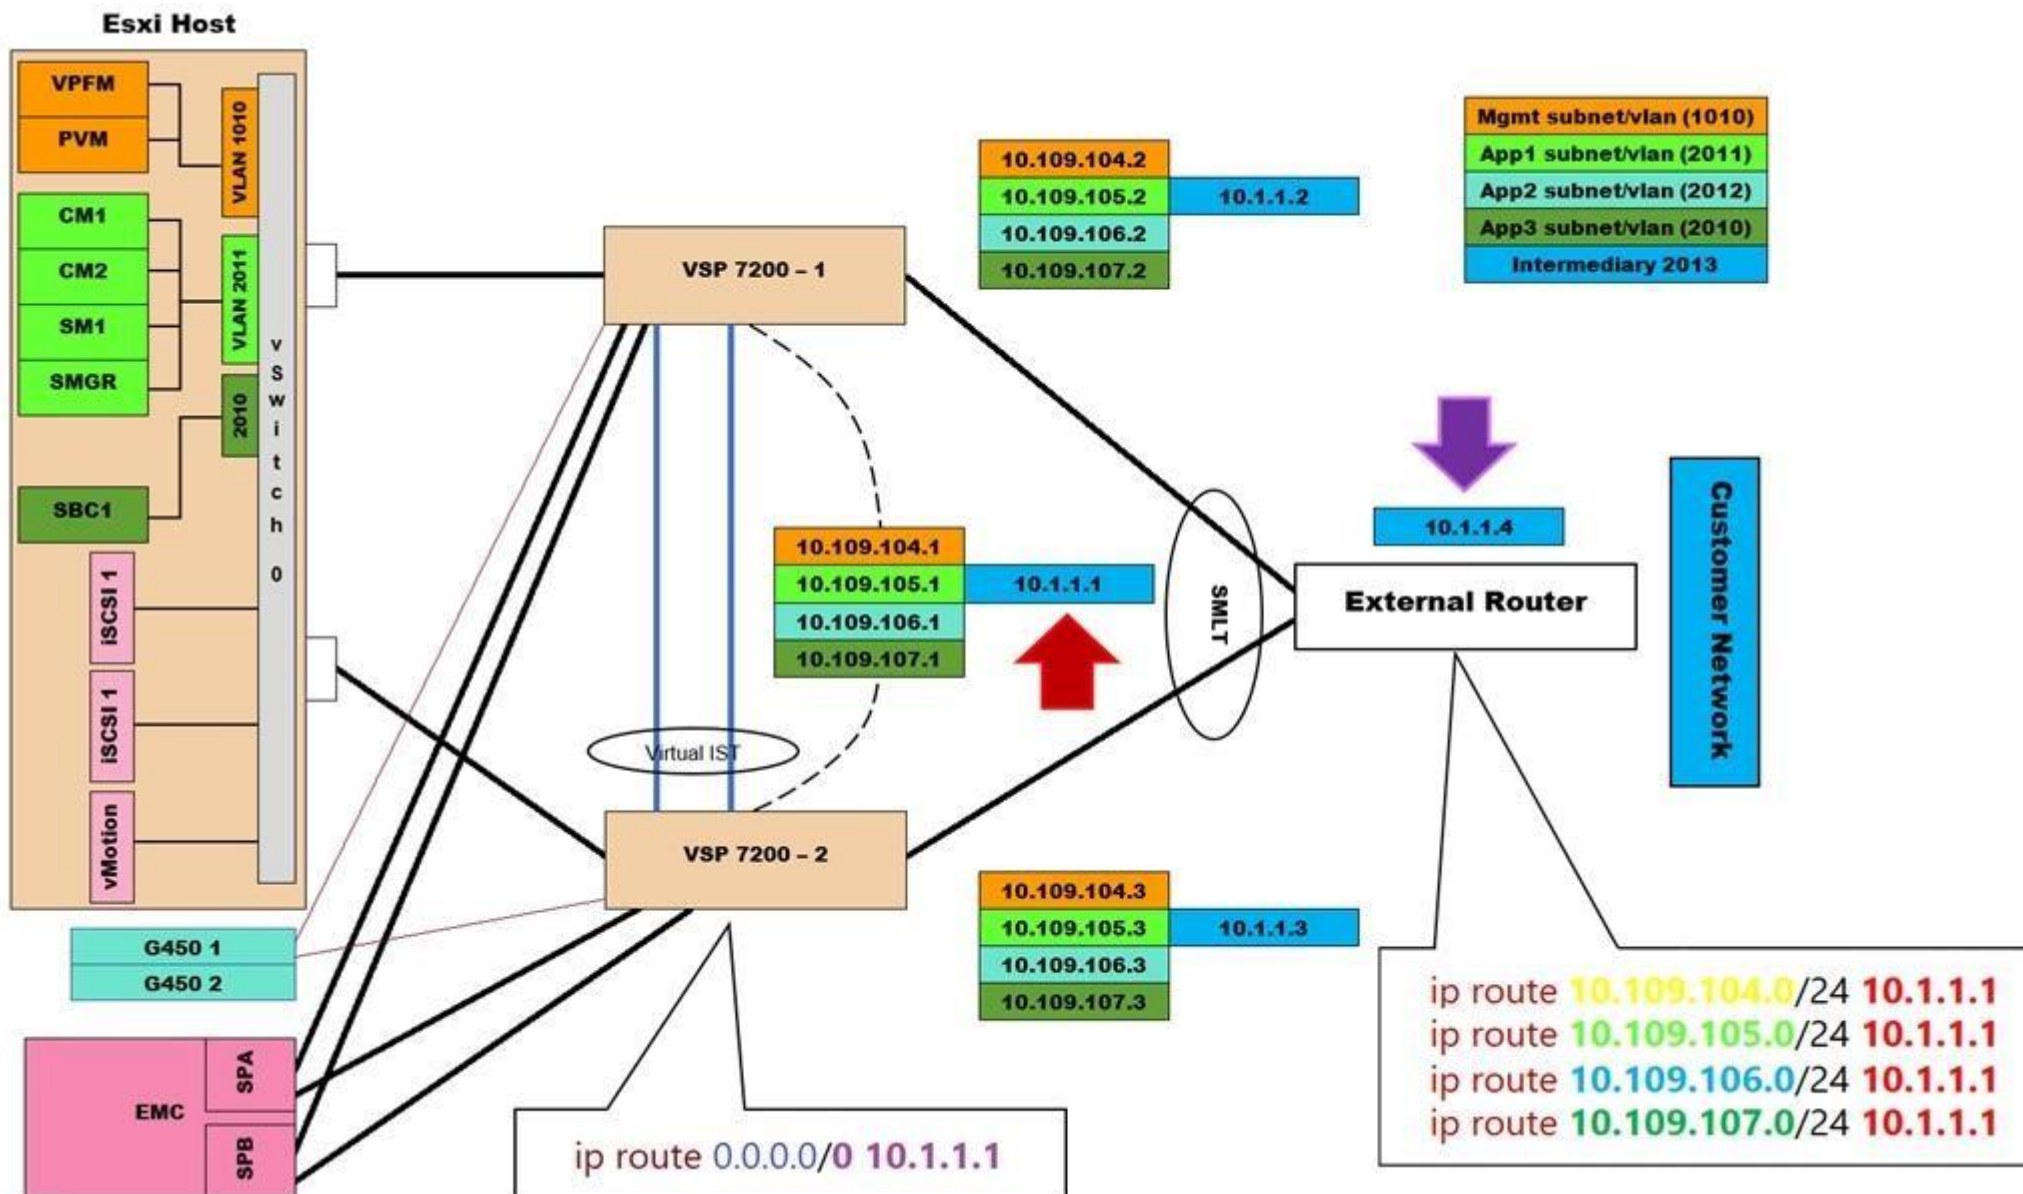 Esxi Host
VPFM
PVM
VLAN 1010
CM1
CM2
SM1
SMGR
VLAN 2011
2010
SBC1
vSwitch 0
iSCSI 1
iSCSI 1
vMotion
G450 1
G450 2
EMC
SPA
SPB
VSP 7200 – 1
Virtual IST
VSP 7200 – 2
ip route 0.0.0.0/0 10.1.1.1
10.109.104.2
10.109.105.2
10.1.1.2
10.109.106.2
10.109.107.2
10.109.104.1
10.109.105.1
10.1.1.1
10.109.106.1
10.109.107.1
10.109.104.3
10.109.105.3
10.1.1.3
10.109.106.3
10.109.107.3
SMLT
Mgmt subnet/vlan (1010)
App1 subnet/vlan (2011)
App2 subnet/vlan (2012)
App3 subnet/vlan (2010)
Intermediary 2013
10.1.1.4
External Router
Customer Network
ip route 10.109.104.0/24 10.1.1.1
ip route 10.109.105.0/24 10.1.1.1
ip route 10.109.106.0/24 10.1.1.1
ip route 10.109.107.0/24 10.1.1.1